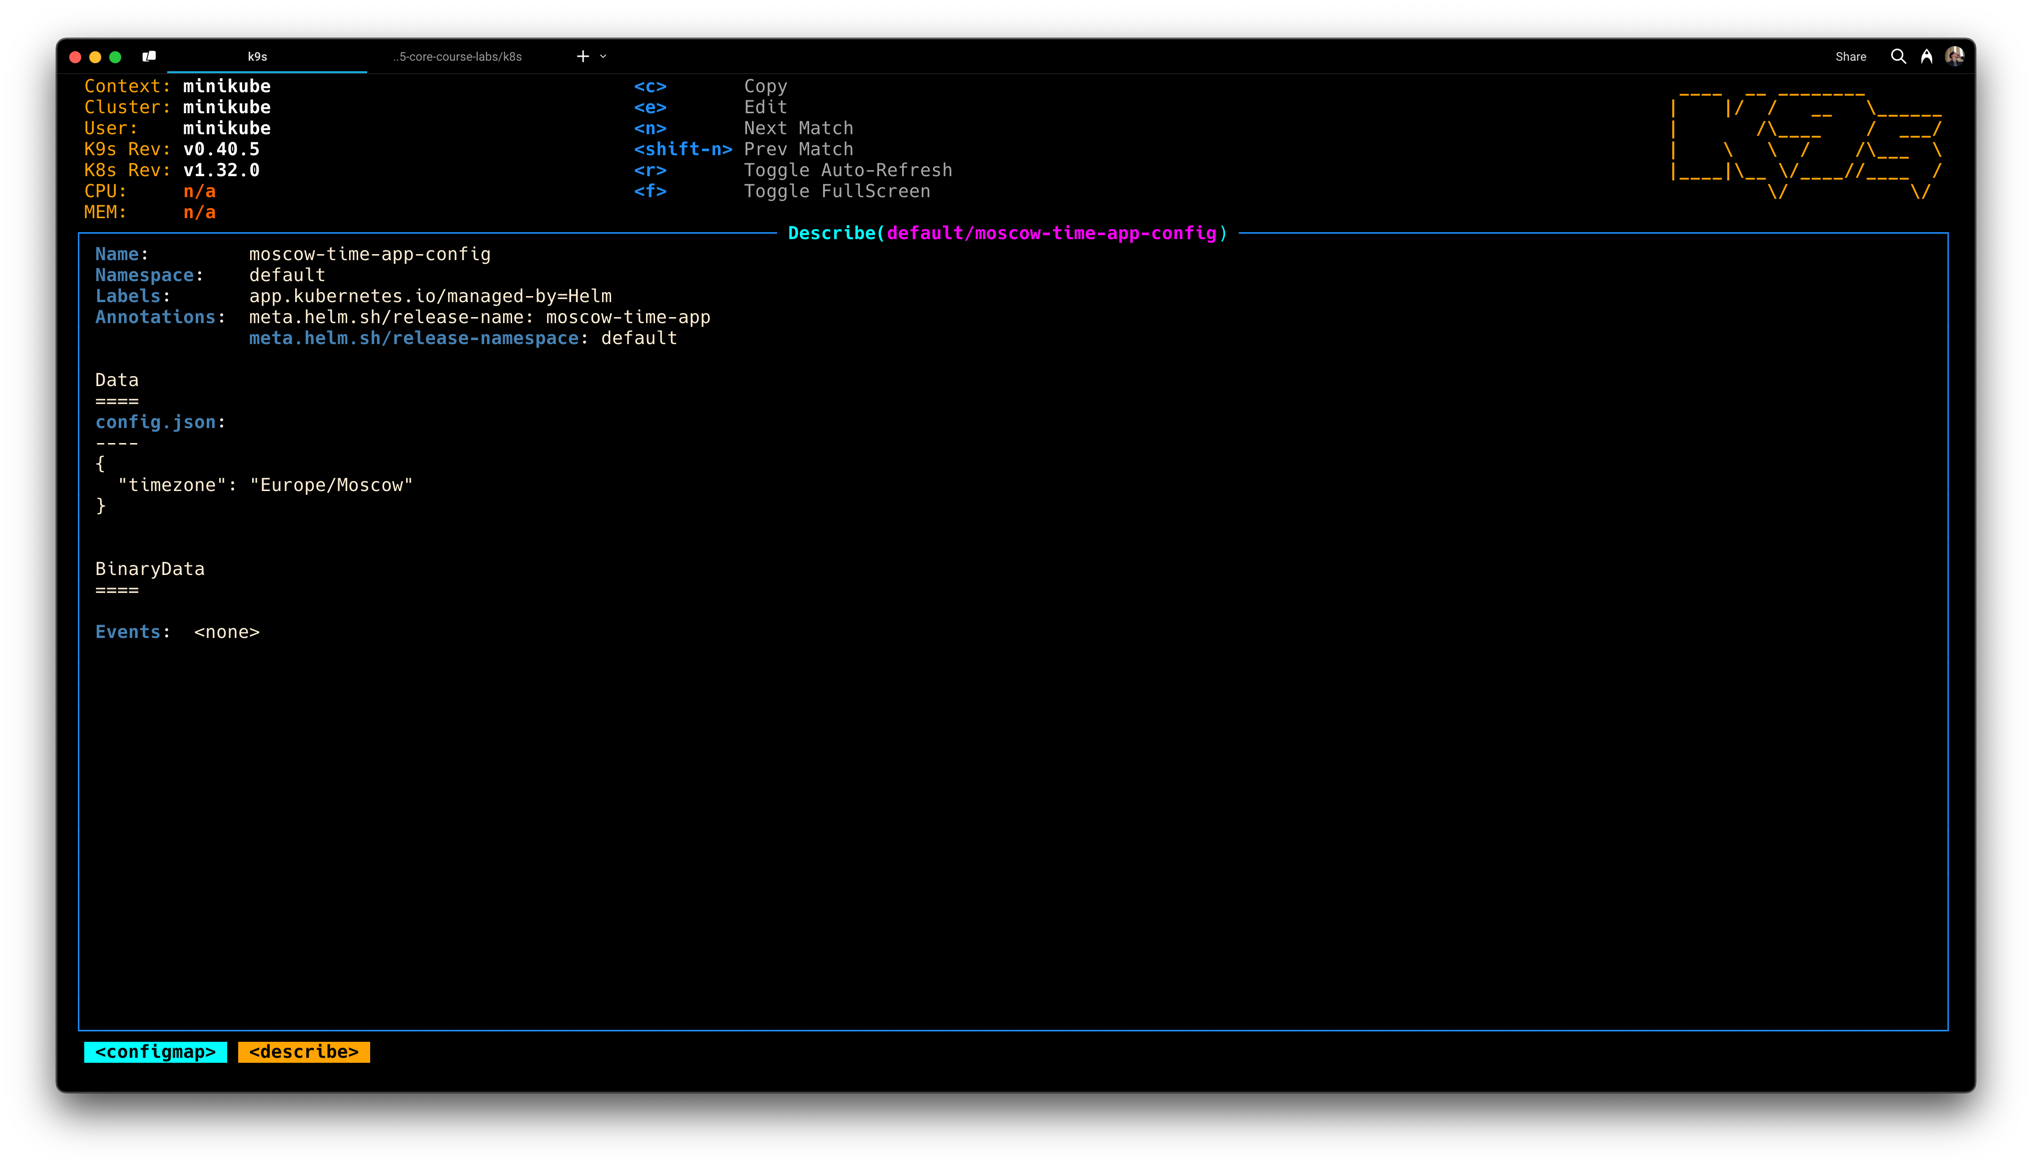 k9s ..5-core-course-labs/k8s Share
Context: minikube <c> Copy
Cluster: minikube <e> Edit
User: minikube <n> Next Match
K9s Rev: v0.40.5 <shift-n> Prev Match
K8s Rev: v1.32.0 <r> Toggle Auto-Refresh
CPU: n/a <f> Toggle FullScreen
MEM: n/a
K9s
Describe(default/moscow-time-app-config)
Name: moscow-time-app-config
Namespace: default
Labels: app.kubernetes.io/managed-by=Helm
Annotations: meta.helm.sh/release-name: moscow-time-app
meta.helm.sh/release-namespace: default
Data
====
config.json:
----
{
"timezone": "Europe/Moscow"
}
BinaryData
====
Events: <none>
<configmap> <describe>